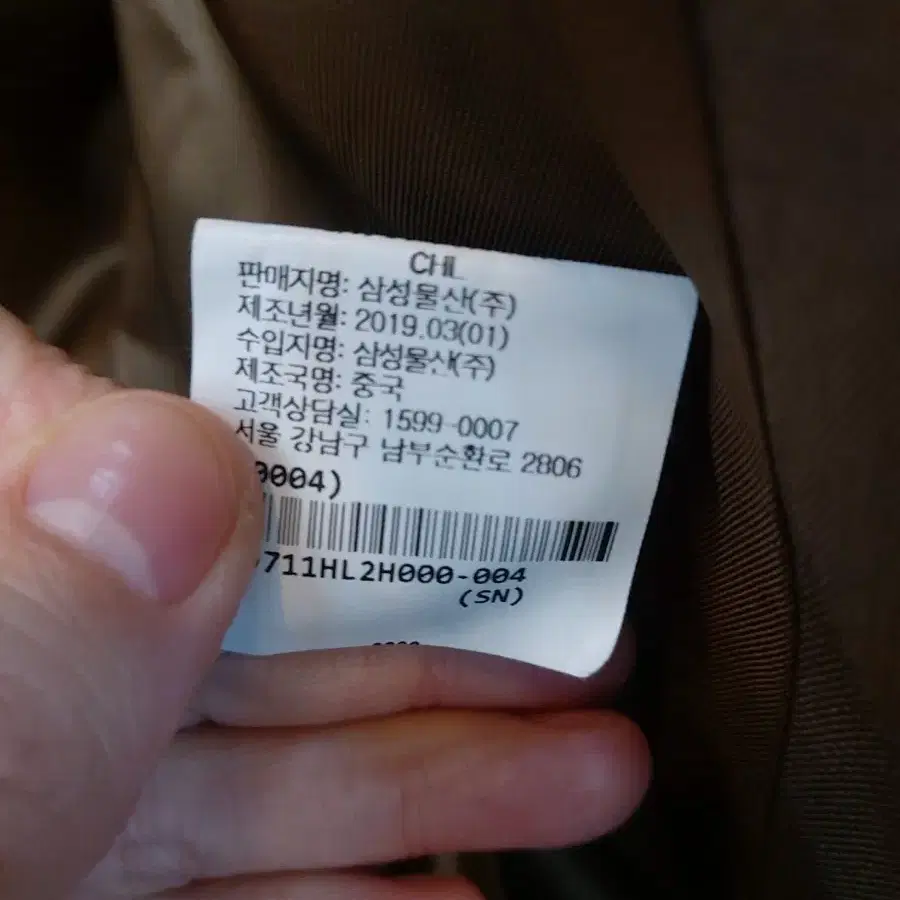 CHL
판매자명: 삼성물산(주)
제조년월: 2019.03(01)
수입자명: 삼성물산(주)
제조국명: 중국
고객상담실: 1599-0007
서울 강남구 남부순환로 2806
0004)
711HL2H000-004
(SN)